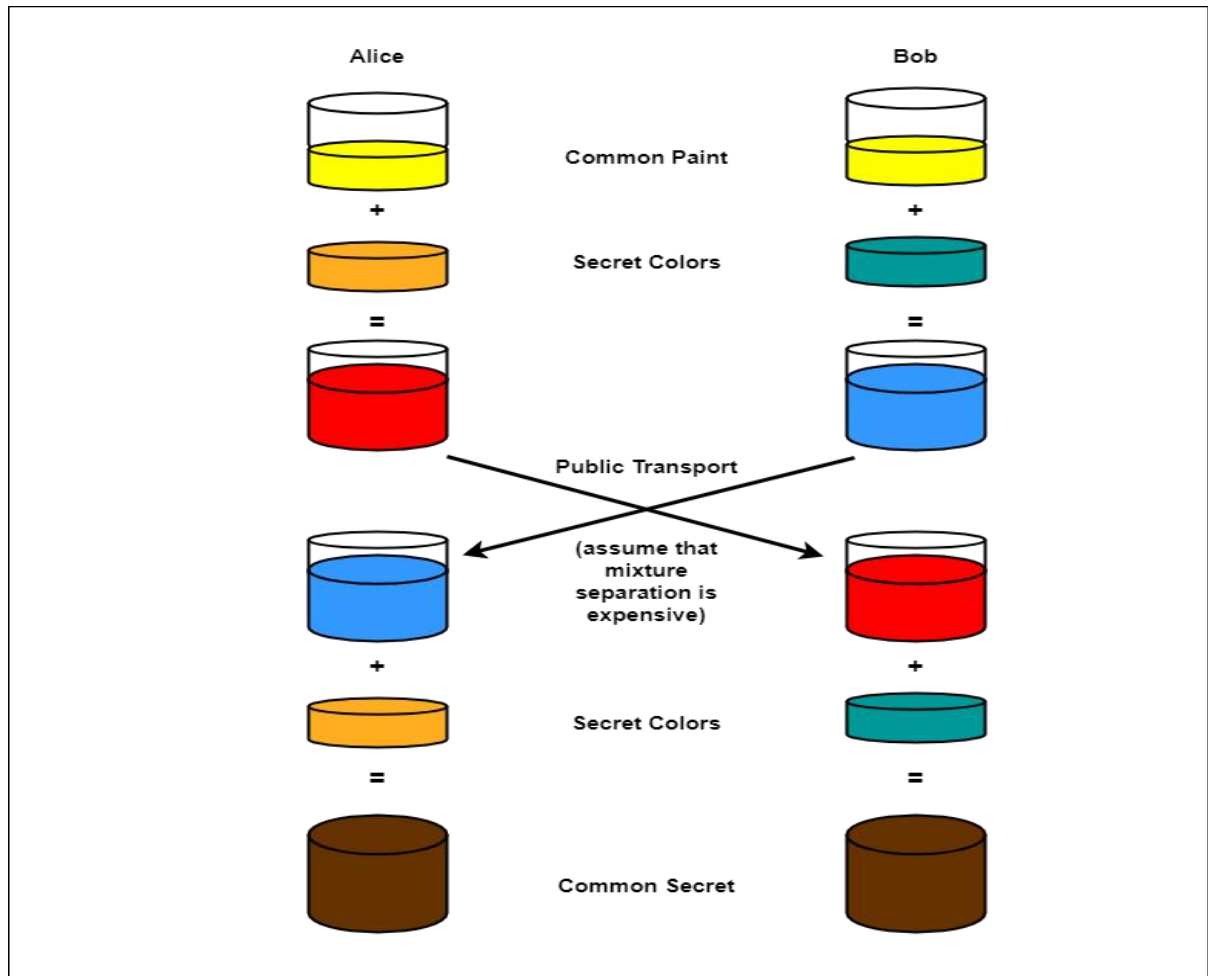 Alice
Bob
Common Paint
+
+
Secret Colors
=
=
Public Transport
(assume that
mixture
separation is
expensive)
+
+
Secret Colors
=
=
Common Secret